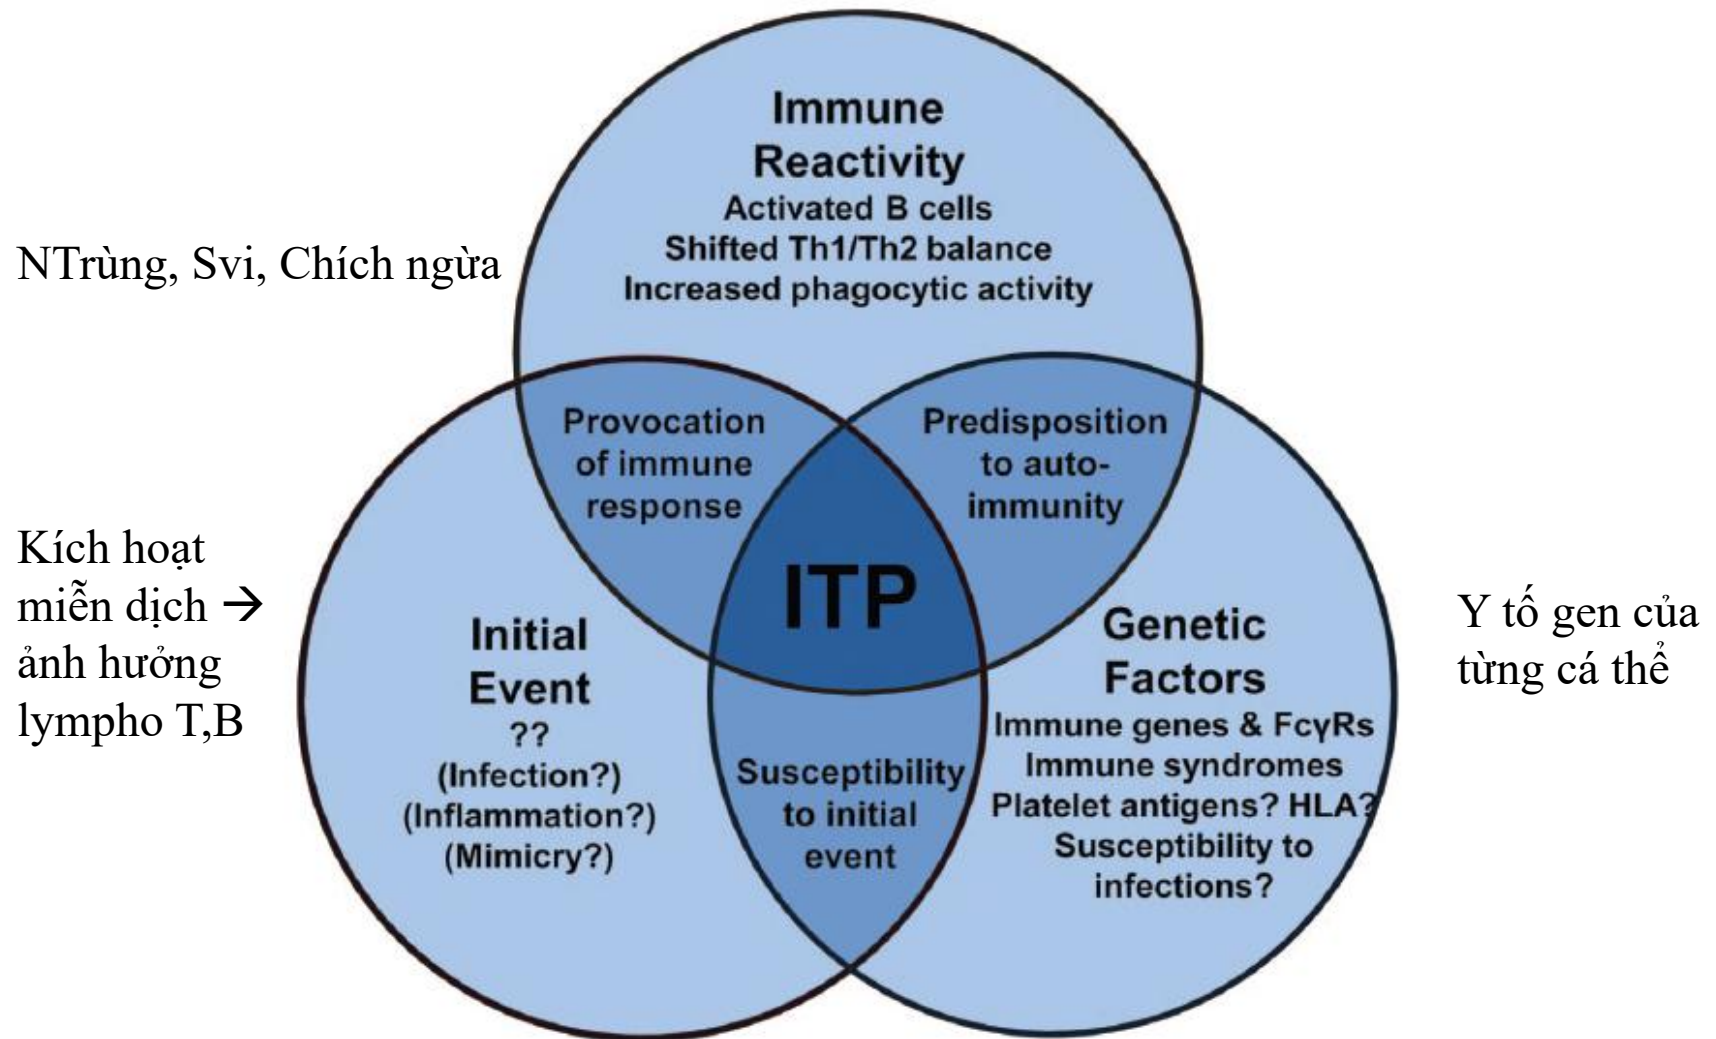 Immune
Reactivity
Activated B cells
Shifted Th1/Th2 balance
Increased phagocytic activity
NTrùng, Svi, Chích ngừa
Provocation
of immune
response
Predisposition
to auto-
immunity
ITP
Kích hoạt
miễn dịch →
ảnh hưởng
lympho T,B
Initial
Event
??
(Infection?)
(Inflammation?)
(Mimicry?)
Susceptibility
to initial
event
Genetic
Factors
Immune genes & FcγRs
Immune syndromes
Platelet antigens? HLA?
Susceptibility to
infections?
Y tố gen của
từng cá thể